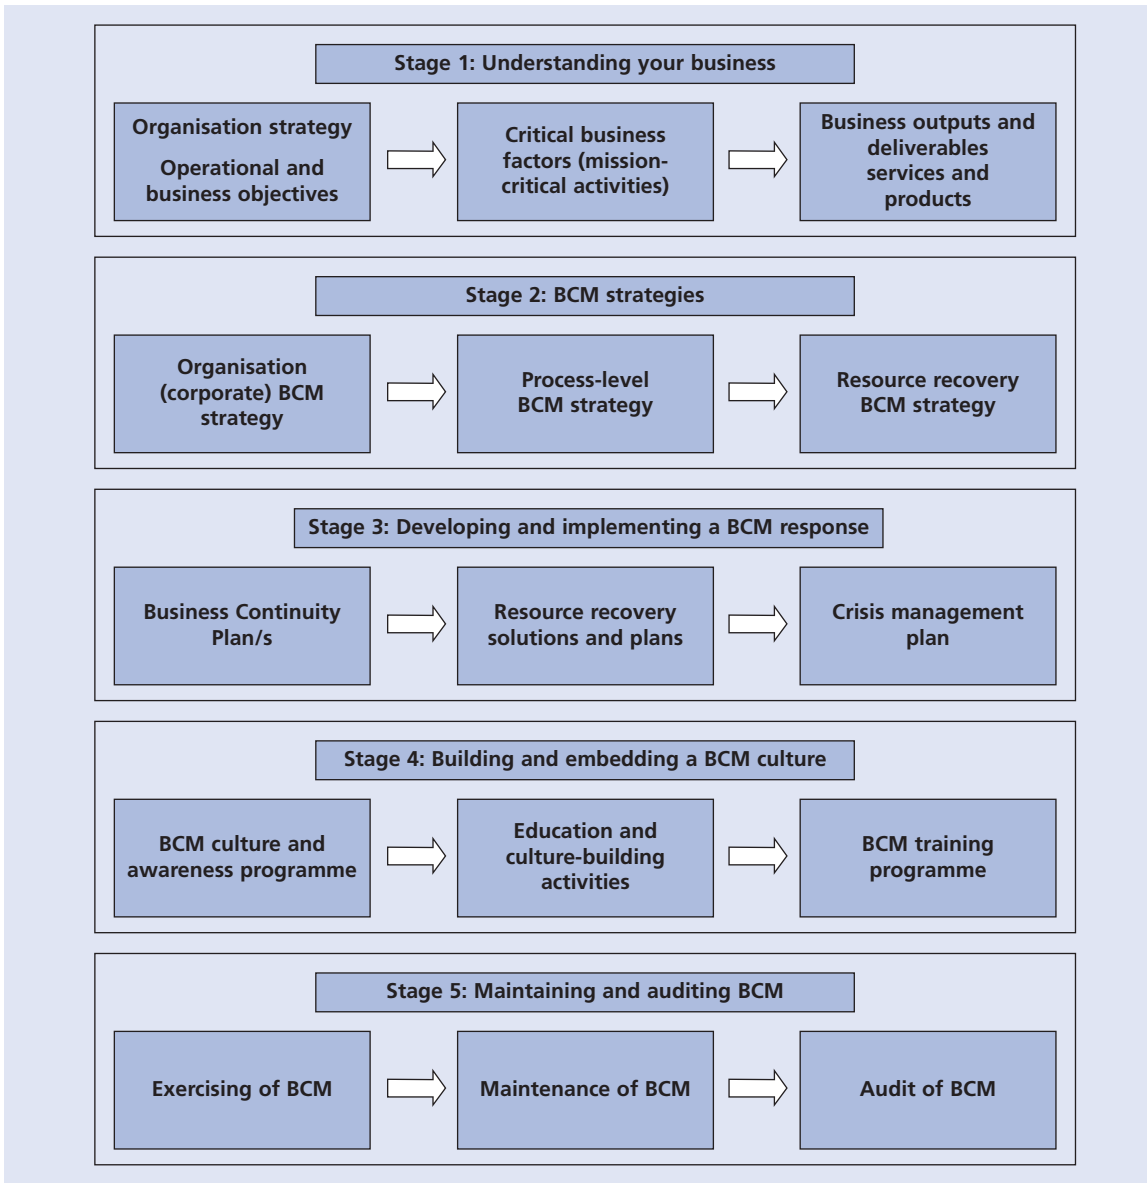 Stage 1: Understanding your business
Organisation strategy
Operational and
business objectives
Critical business
factors (mission-
critical activities)
Business outputs and
deliverables
services and
products
Stage 2: BCM strategies
Organisation
(corporate) BCM
strategy
Process-level
BCM strategy
Resource recovery
BCM strategy
Stage 3: Developing and implementing a BCM response
Business Continuity
Plan/s
Resource recovery
solutions and plans
Crisis management
plan
Stage 4: Building and embedding a BCM culture
BCM culture and
awareness programme
Education and
culture-building
activities
BCM training
programme
Stage 5: Maintaining and auditing BCM
Exercising of BCM
Maintenance of BCM
Audit of BCM